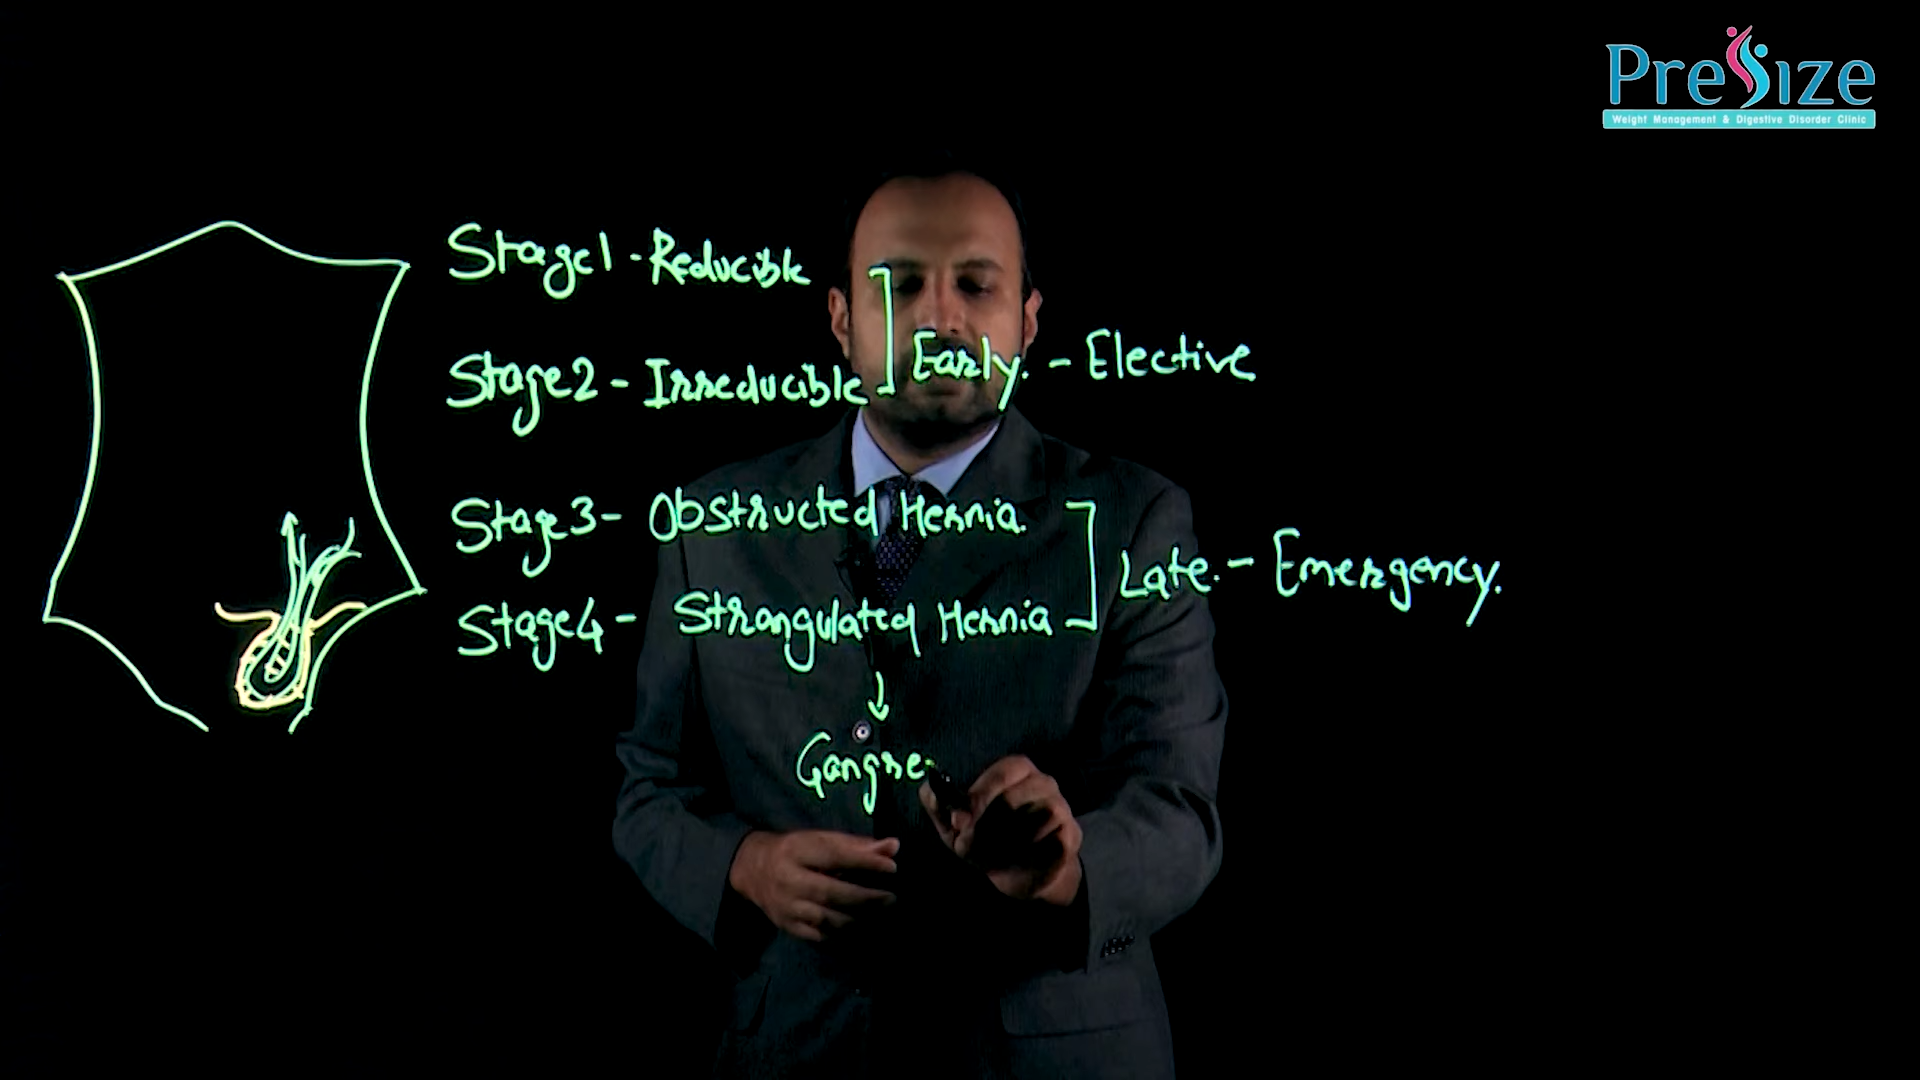 PreSize
Weight Management & Digestive Disorder Clinic
Stage1 - Reducible
Stage2 - Irreducible
Early. - Elective
Stage3 - Obstructed Hernia.
Stage4 - Strangulated Hernia
Late. - Emergency.
Gangre